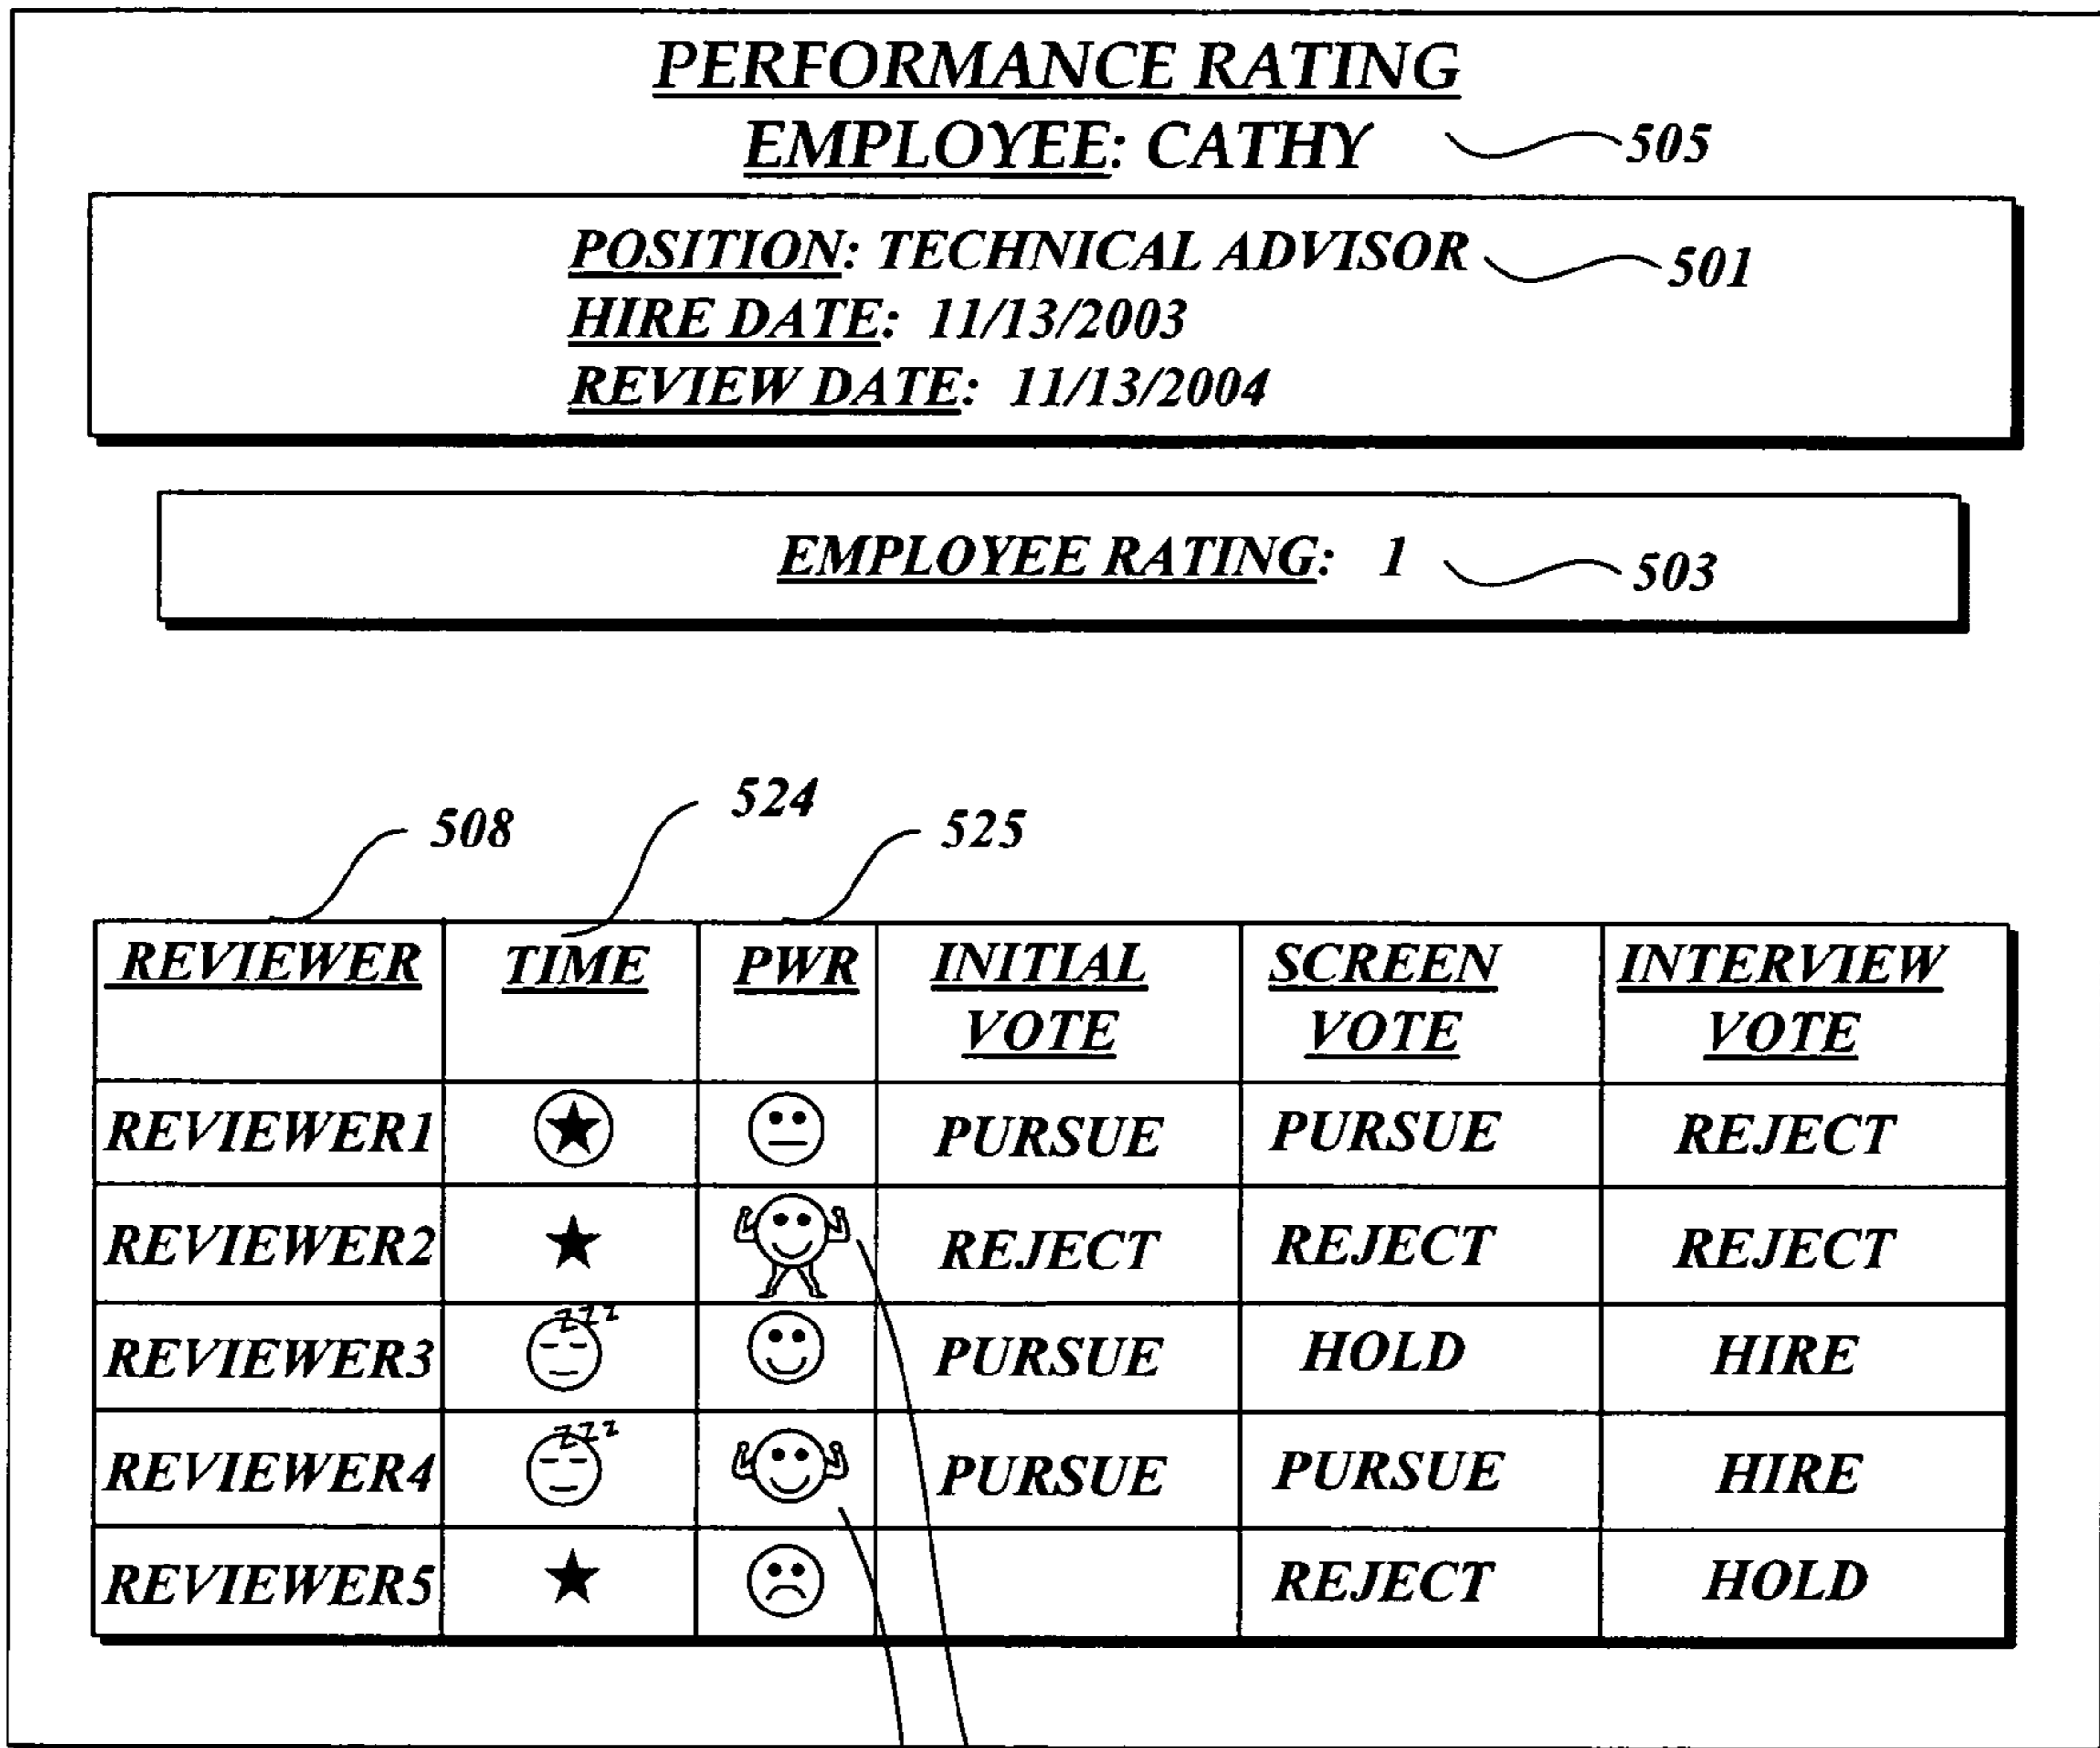 PERFORMANCE RATING
EMPLOYEE: CATHY 505
POSITION: TECHNICAL ADVISOR 501
HIRE DATE: 11/13/2003
REVIEW DATE: 11/13/2004
EMPLOYEE RATING: 1 503
508 524 525
REVIEWER TIME PWR INITIAL VOTE SCREEN VOTE INTERVIEW VOTE
REVIEWER1 PURSUE PURSUE REJECT
REVIEWER2 REJECT REJECT REJECT
REVIEWER3 zzz PURSUE HOLD HIRE
REVIEWER4 zzz PURSUE PURSUE HIRE
REVIEWER5 REJECT HOLD